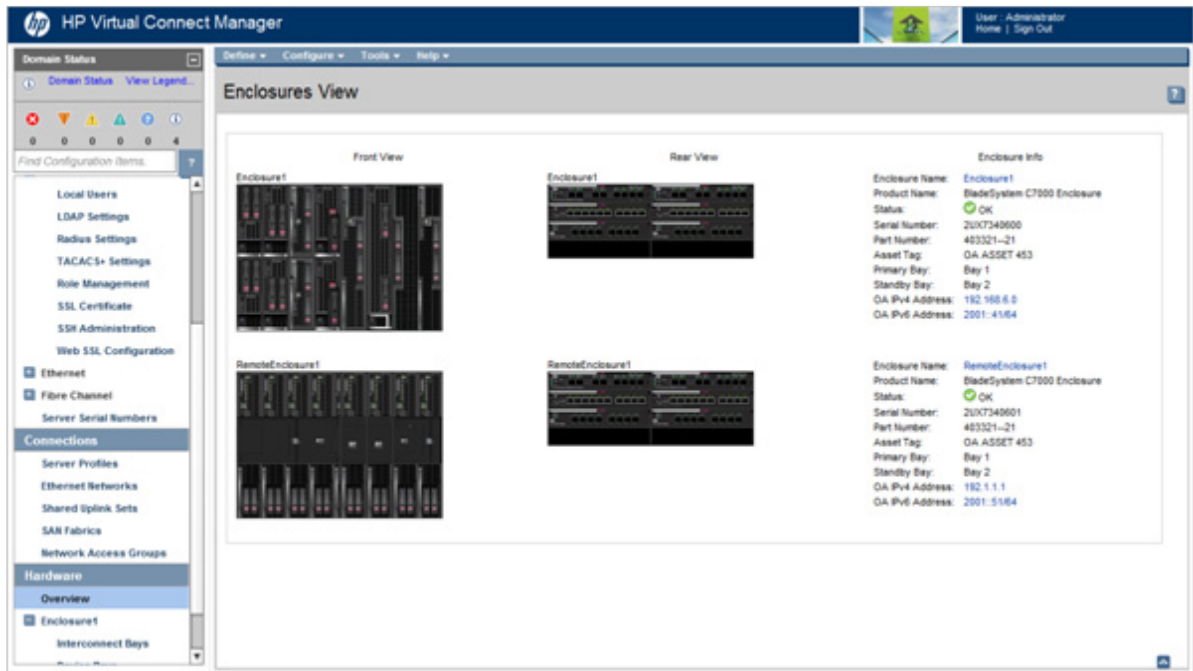 hp HP Virtual Connect Manager
User : Administrator
Home | Sign Out
Domain Status
Domain Status View Legend...
0 0 0 0 0 4
Find Configuration Items. ?
Local Users
LDAP Settings
Radius Settings
TACACS+ Settings
Role Management
SSL Certificate
SSH Administration
Web SSL Configuration
Ethernet
Fibre Channel
Server Serial Numbers
Connections
Server Profiles
Ethernet Networks
Shared Uplink Sets
SAN Fabrics
Network Access Groups
Hardware
Overview
Enclosure1
Interconnect Bays
Define Configure Tools Help
Enclosures View ?
Front View Rear View Enclosure Info
Enclosure1 Enclosure1
Enclosure Name: Enclosure1
Product Name: BladeSystem C7000 Enclosure
Status: OK
Serial Number: 2UX7340600
Part Number: 403321--21
Asset Tag: OA ASSET 453
Primary Bay: Bay 1
Standby Bay: Bay 2
OA IPv4 Address: 192.168.6.0
OA IPv6 Address: 2001::41/64
RemoteEnclosure1 RemoteEnclosure1
Enclosure Name: RemoteEnclosure1
Product Name: BladeSystem C7000 Enclosure
Status: OK
Serial Number: 2UX7340601
Part Number: 403321--21
Asset Tag: OA ASSET 453
Primary Bay: Bay 1
Standby Bay: Bay 2
OA IPv4 Address: 192.1.1.1
OA IPv6 Address: 2001::51/64